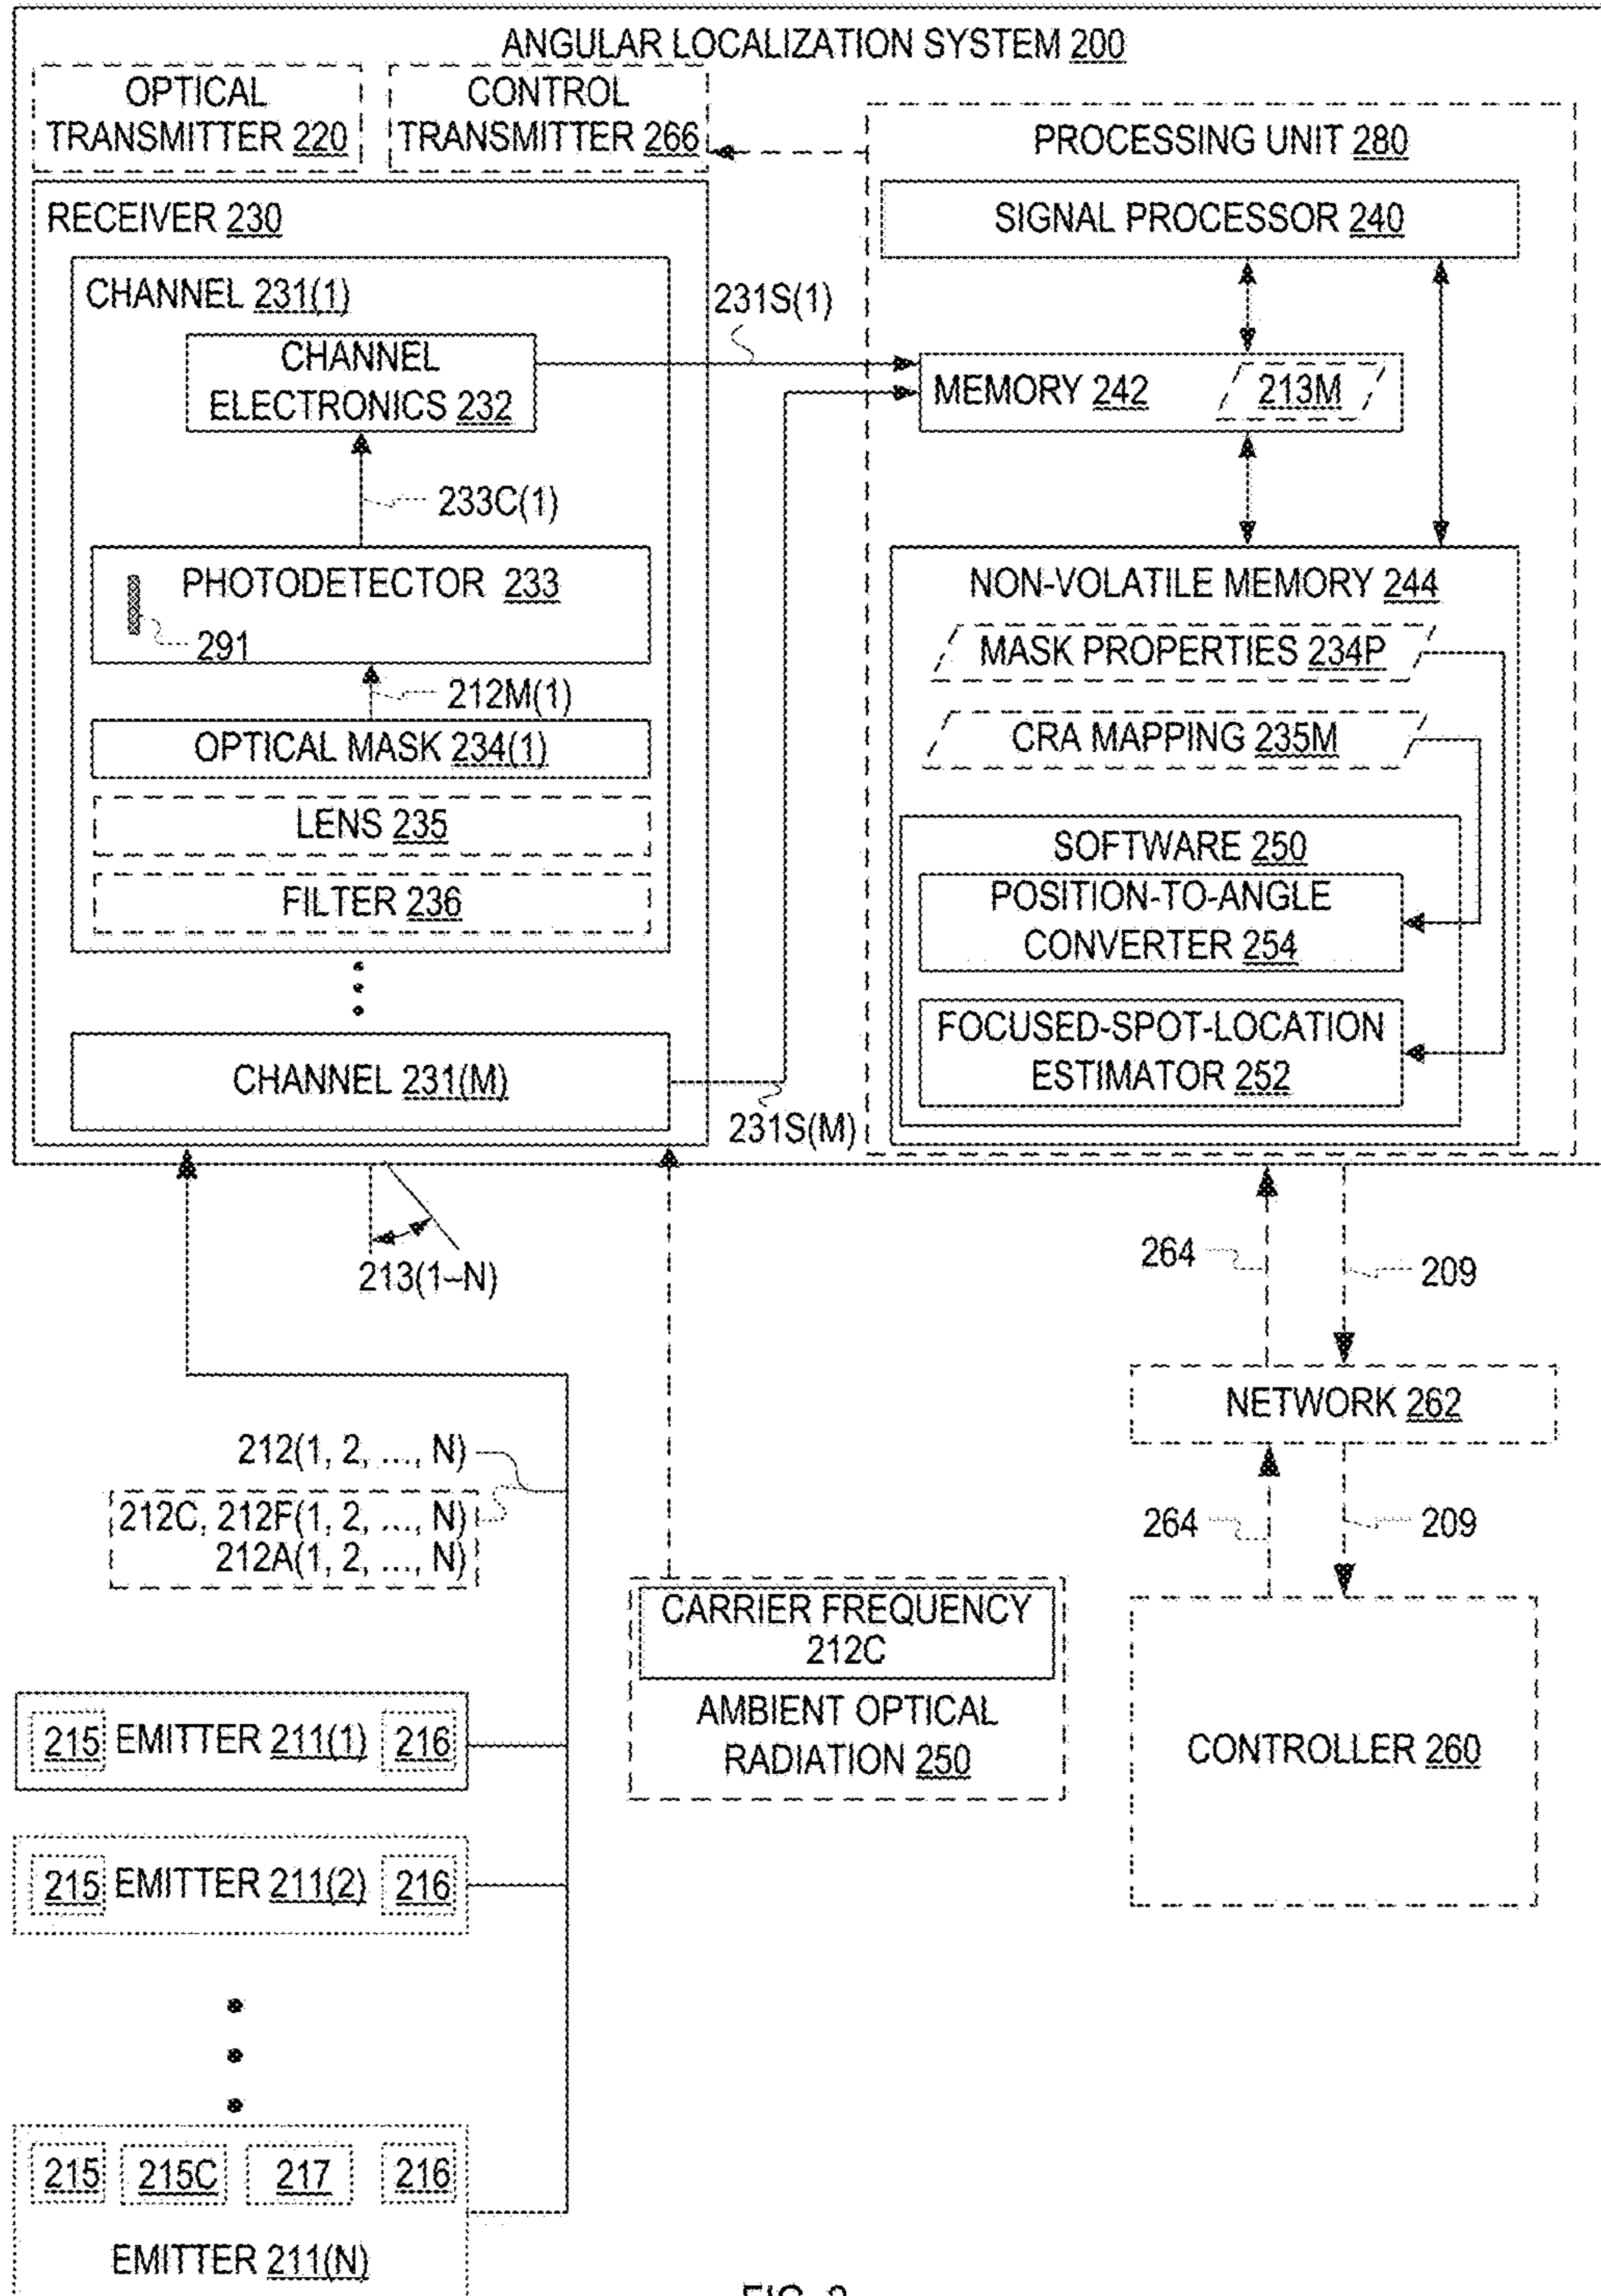 ANGULAR LOCALIZATION SYSTEM 200
OPTICAL
TRANSMITTER 220
CONTROL
TRANSMITTER 266
RECEIVER 230
CHANNEL 231(1)
CHANNEL
ELECTRONICS 232
233C(1)
PHOTODETECTOR 233
291
212M(1)
OPTICAL MASK 234(1)
LENS 235
FILTER 236
CHANNEL 231(M)
231S(1)
231S(M)
PROCESSING UNIT 280
SIGNAL PROCESSOR 240
MEMORY 242
213M
NON-VOLATILE MEMORY 244
MASK PROPERTIES 234P
CRA MAPPING 235M
SOFTWARE 250
POSITION-TO-ANGLE
CONVERTER 254
FOCUSED-SPOT-LOCATION
ESTIMATOR 252
213(1–N)
264
209
NETWORK 262
264
209
CONTROLLER 260
212(1, 2, ..., N)
212C, 212F(1, 2, ..., N)
212A(1, 2, ..., N)
CARRIER FREQUENCY
212C
AMBIENT OPTICAL
RADIATION 250
215 EMITTER 211(1) 216
215 EMITTER 211(2) 216
215 215C 217 216
EMITTER 211(N)